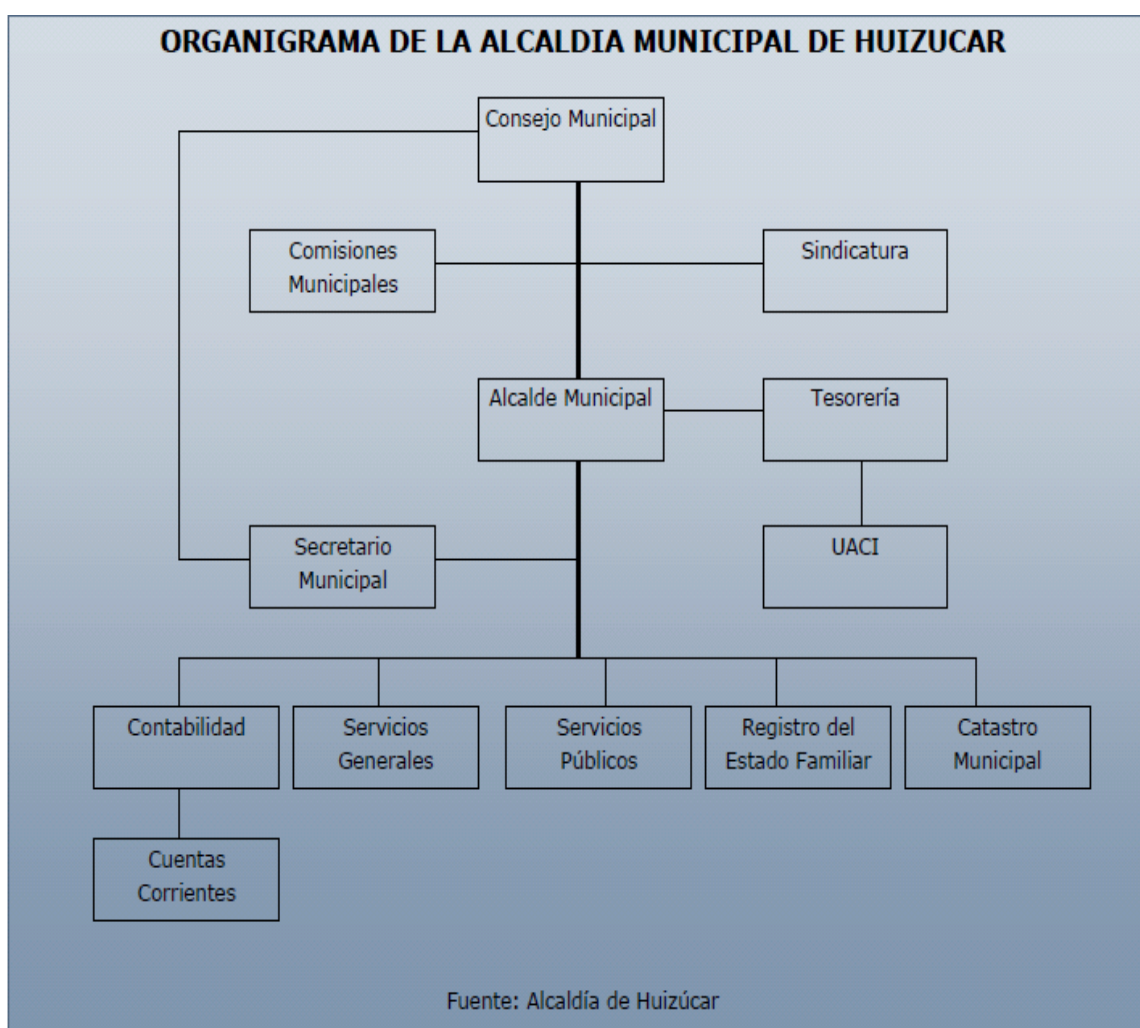 ORGANIGRAMA DE LA ALCALDIA MUNICIPAL DE HUIZUCAR
Consejo Municipal
Comisiones
Municipales
Sindicatura
Alcalde Municipal
Tesorería
Secretario
Municipal
UACI
Contabilidad
Servicios
Generales
Servicios
Públicos
Registro del
Estado Familiar
Catastro
Municipal
Cuentas
Corrientes
Fuente: Alcaldía de Huizúcar